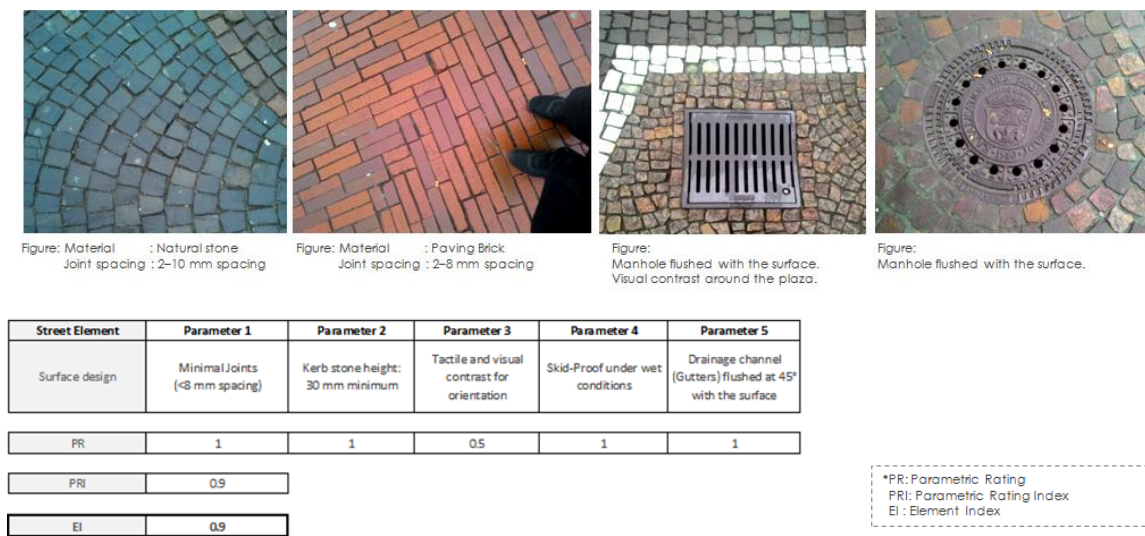 Figure: Material : Natural stone
Joint spacing : 2–10 mm spacing
Figure: Material : Paving Brick
Joint spacing : 2–8 mm spacing
Figure:
Manhole flushed with the surface.
Visual contrast around the plaza.
Figure:
Manhole flushed with the surface.
Street Element Parameter 1 Parameter 2 Parameter 3 Parameter 4 Parameter 5
Surface design
Minimal Joints
(<8 mm spacing)
Kerb stone height:
30 mm minimum
Tactile and visual
contrast for
orientation
Skid-Proof under wet
conditions
Drainage channel
(Gutters) flushed at 45°
with the surface
PR 1 1 0.5 1 1
PRI 0.9
EI 0.9
*PR: Parametric Rating
PRI: Parametric Rating Index
EI : Element Index